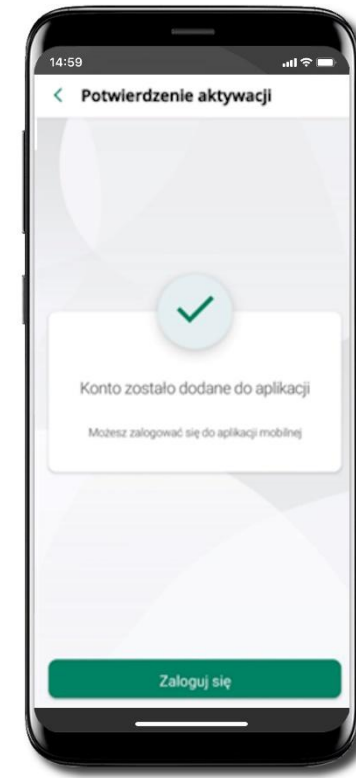 14:59
Potwierdzenie aktywacji
Konto zostało dodane do aplikacji
Możesz zalogować się do aplikacji mobilnej
Zaloguj się